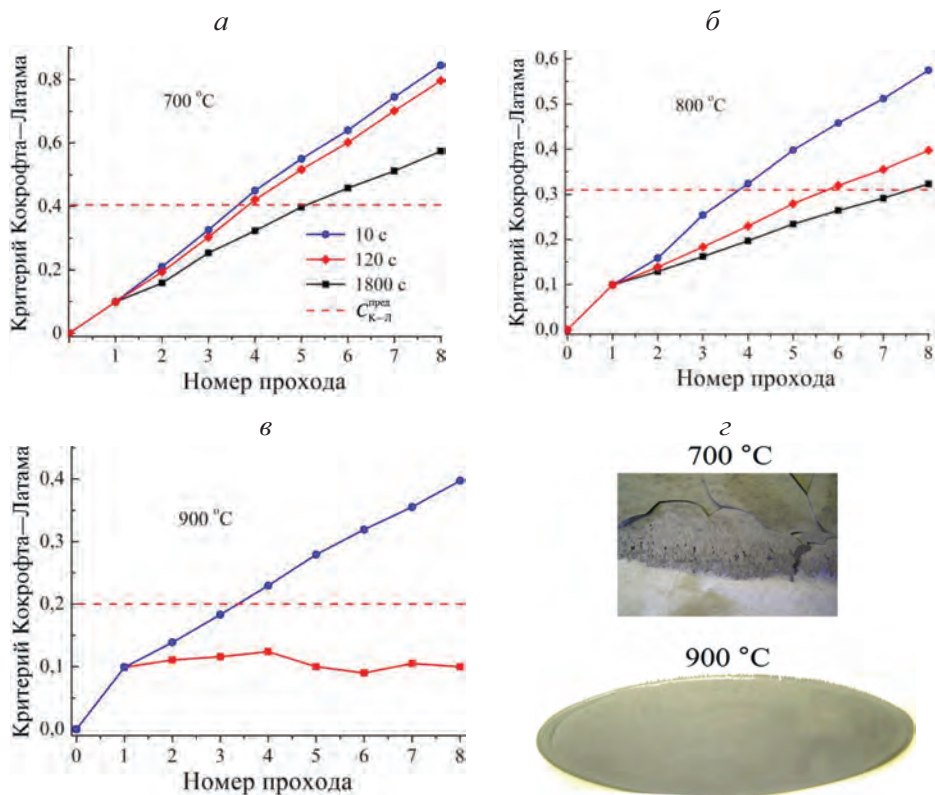 а
Критерий Кокрофта—Латама
0,8
0,6
0,4
0,2
0
700 °C
10 с
120 с
1800 с
C пред К–Л
1 2 3 4 5 6 7 8
Номер прохода
б
Критерий Кокрофта—Латама
0,6
0,5
0,4
0,3
0,2
0,1
0,0
800 °C
0 1 2 3 4 5 6 7 8
Номер прохода
в
Критерий Кокрофта—Латама
0,4
0,3
0,2
0,1
0,0
900 °C
0 1 2 3 4 5 6 7 8
Номер прохода
г
700 °C
900 °C